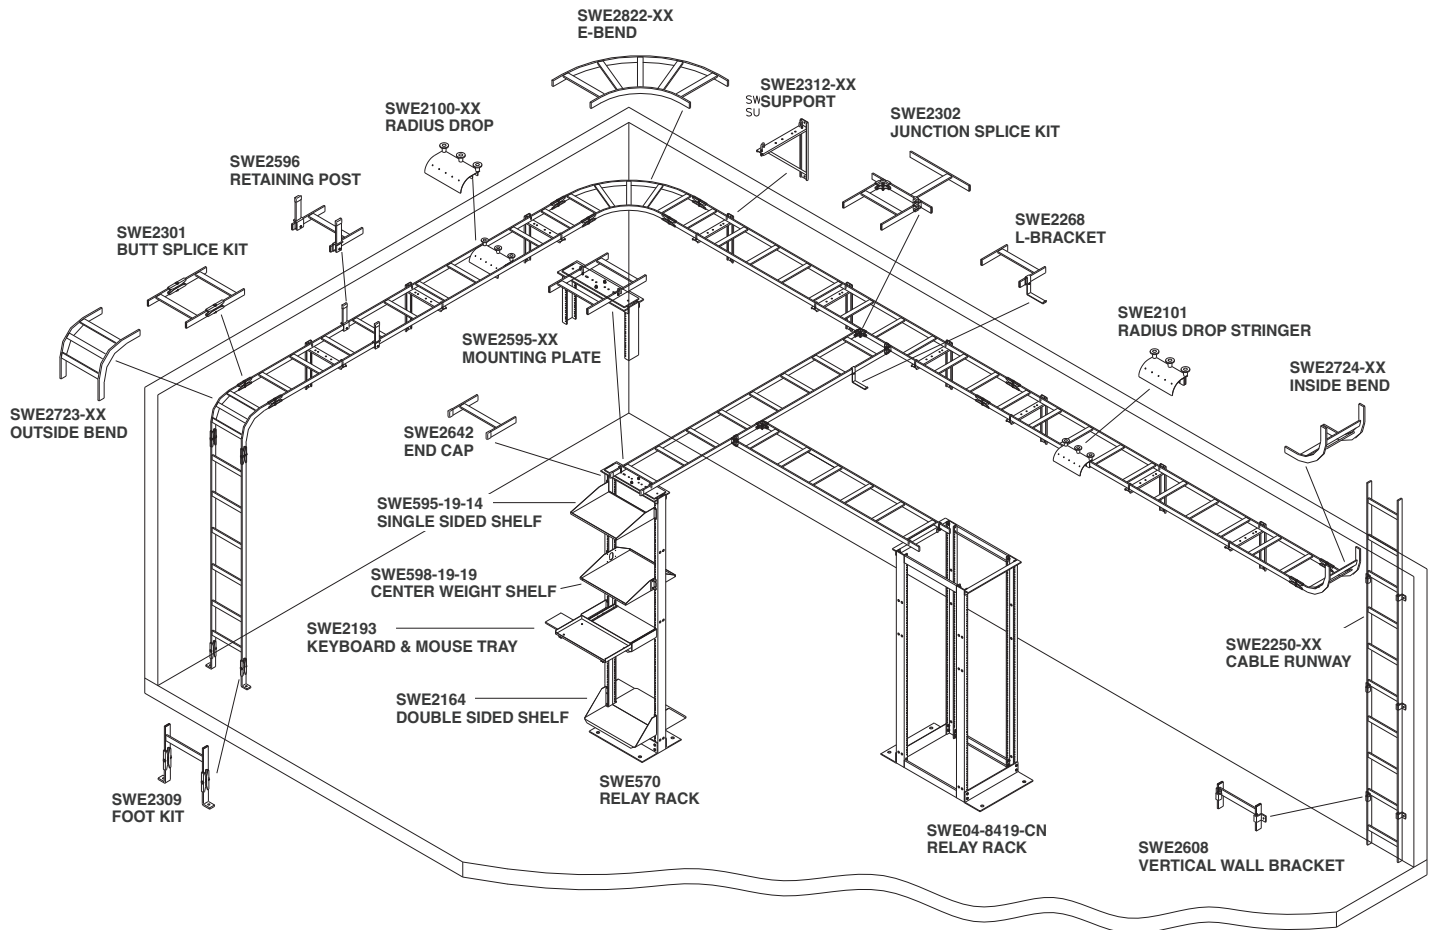 SWE2822-XX
E-BEND
SWE2312-XX
SUPPORT
SW
SU
SWE2100-XX
RADIUS DROP
SWE2302
JUNCTION SPLICE KIT
SWE2596
RETAINING POST
SWE2268
L-BRACKET
SWE2301
BUTT SPLICE KIT
SWE2101
RADIUS DROP STRINGER
SWE2595-XX
MOUNTING PLATE
SWE2724-XX
INSIDE BEND
SWE2723-XX
OUTSIDE BEND
SWE2642
END CAP
SWE595-19-14
SINGLE SIDED SHELF
SWE598-19-19
CENTER WEIGHT SHELF
SWE2193
KEYBOARD & MOUSE TRAY
SWE2250-XX
CABLE RUNWAY
SWE2164
DOUBLE SIDED SHELF
SWE570
RELAY RACK
SWE2309
FOOT KIT
SWE04-8419-CN
RELAY RACK
SWE2608
VERTICAL WALL BRACKET